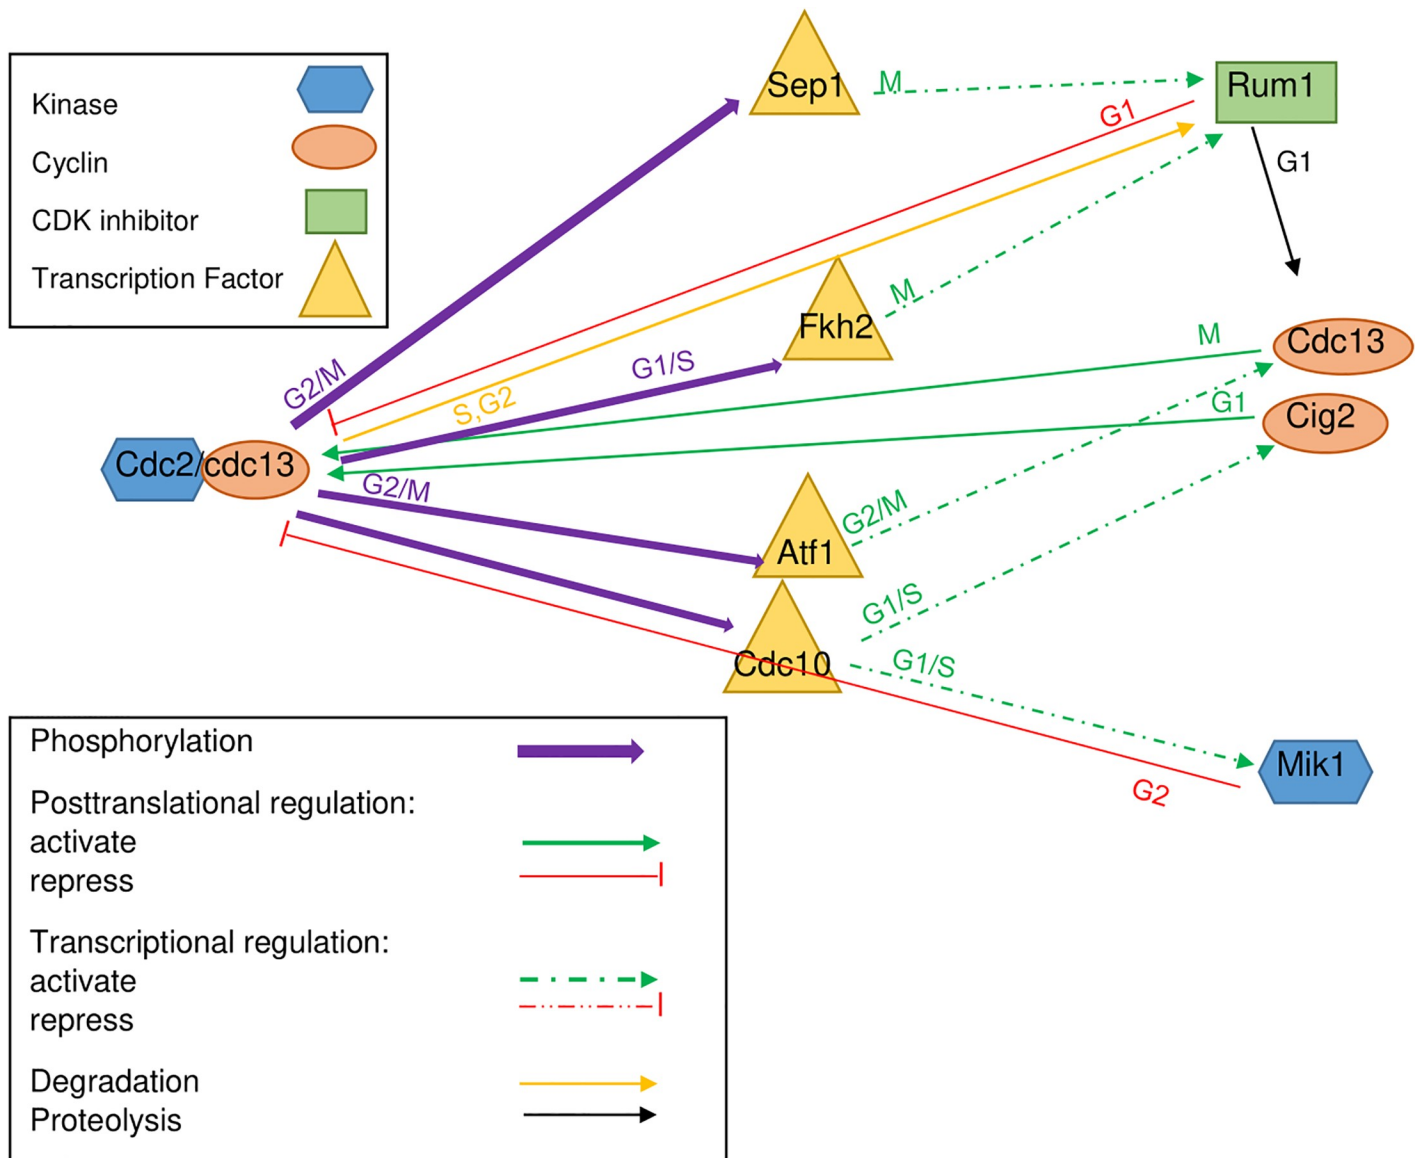 Sep1
M
Rum1
Kinase
G1
Cyclin
G1
CDK inhibitor
Transcription Factor
M
Fkh2
M
Cdc13
G2/M
G1/S
S,G2
G1
Cig2
Cdc2/cdc13
G2/M
G2/M
Atf1
G1/S
Cdc10
G1/S
Phosphorylation
Mik1
G2
Posttranslational regulation:
activate
repress
Transcriptional regulation:
activate
repress
Degradation
Proteolysis